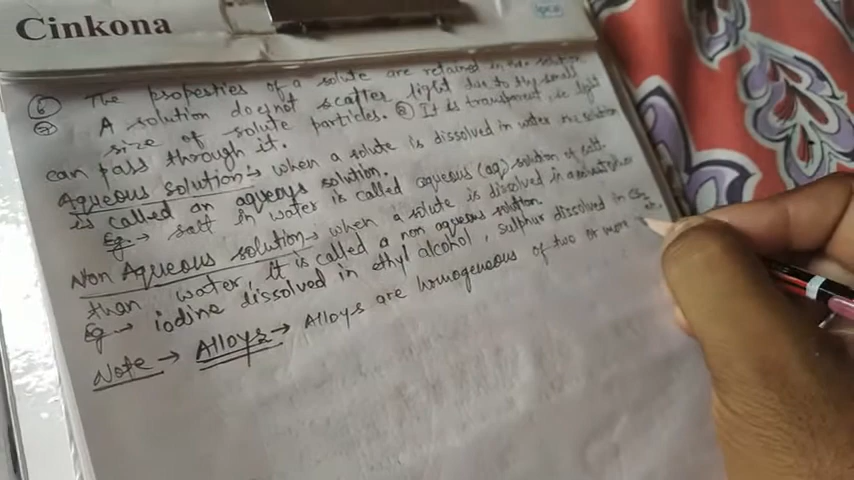 Cinkona
⑥ The properties of a solute are retained in the solution
⑦ A solution doe not scatter light due to the small
size of solute particles. ⑧ It is transparent, ie light
can pass through it.
Aqueous solution:- when a solute is dissolved in water the solution
is called an aqueous solution.
Eg → salt in water is called aqueous (aq) solution of salt.
Non Aqueous solution:- when a solute is dissolved in a solvent other
than water, It is called a non aqueous solution.
Eg → iodine dissolved in ethyl alcohol, sulphur dissolved in CS2 etc.
Note → Alloys → Alloys are homogeneous of two or more